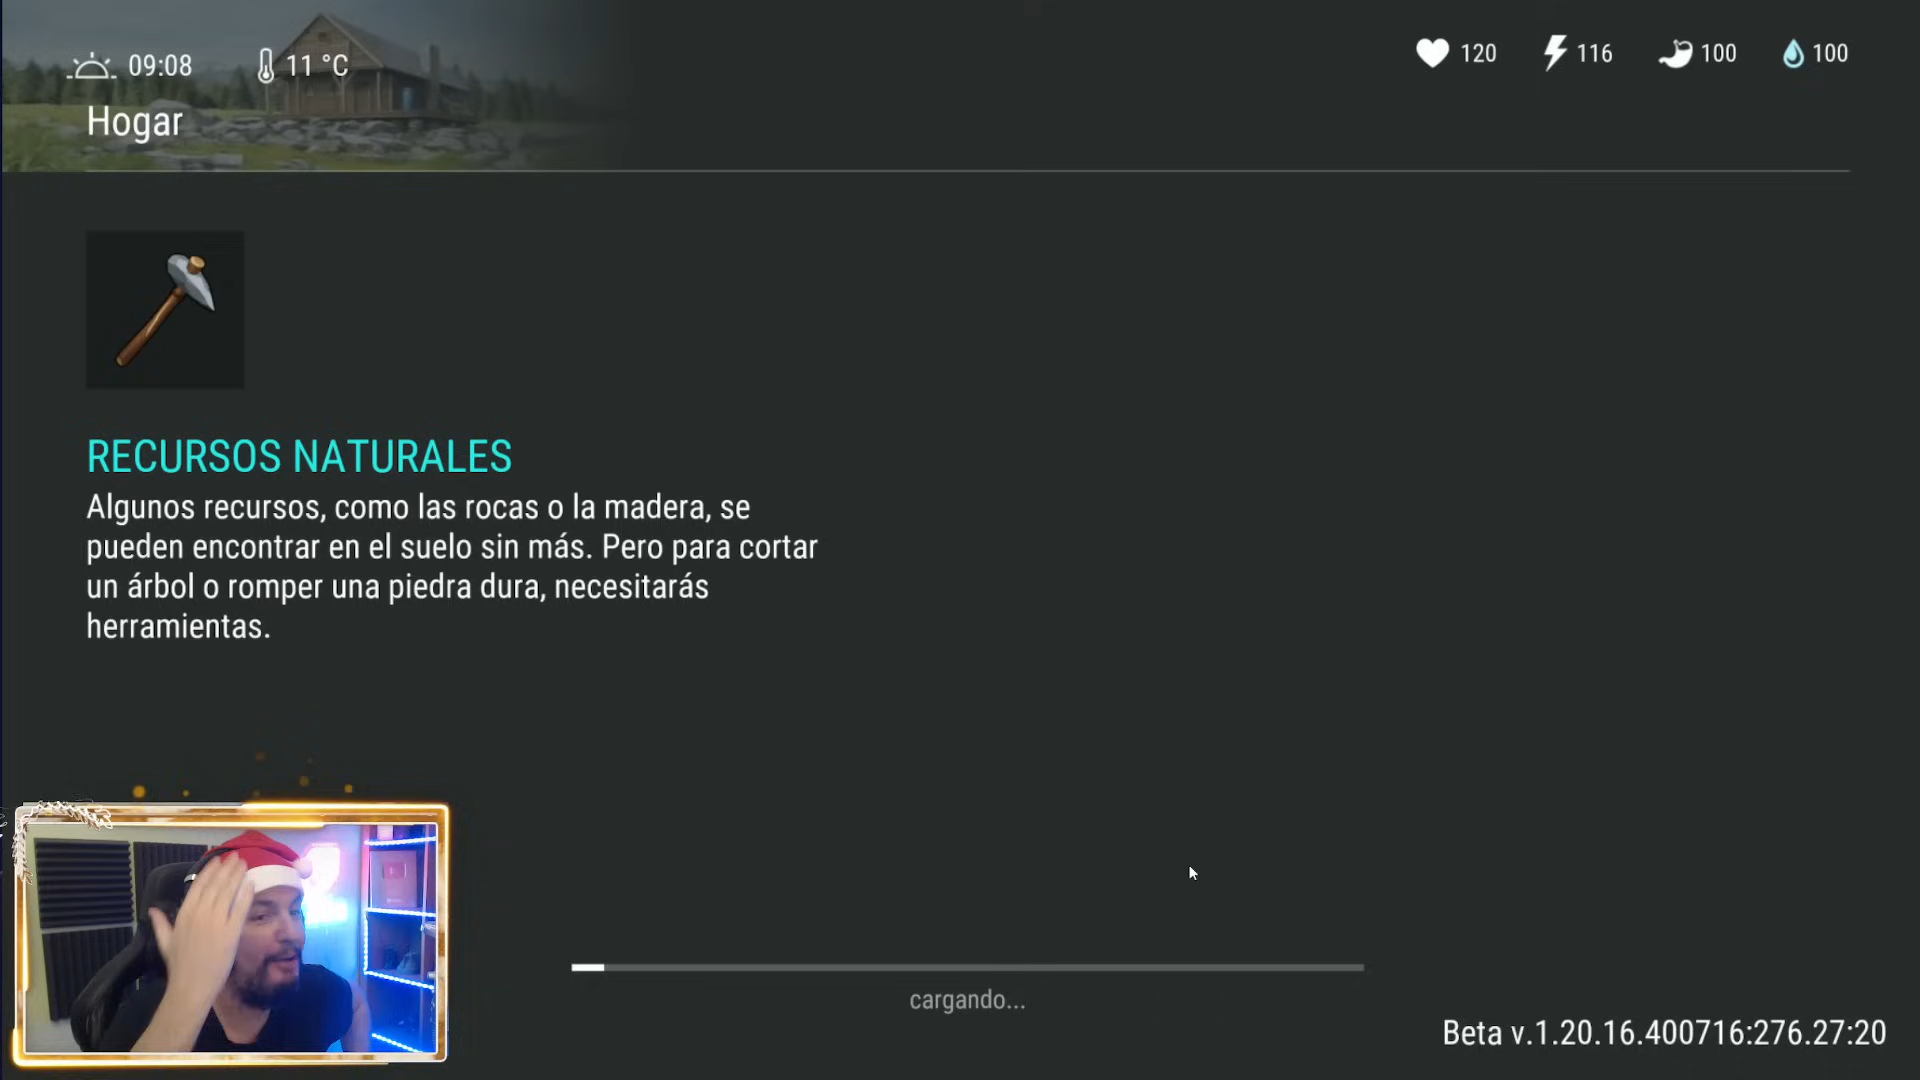 09:08
11 °C
120
116
100
100
Hogar
RECURSOS NATURALES
Algunos recursos, como las rocas o la madera, se
pueden encontrar en el suelo sin más. Pero para cortar
un árbol o romper una piedra dura, necesitarás
herramientas.
cargando...
Beta v.1.20.16.400716:276.27:20